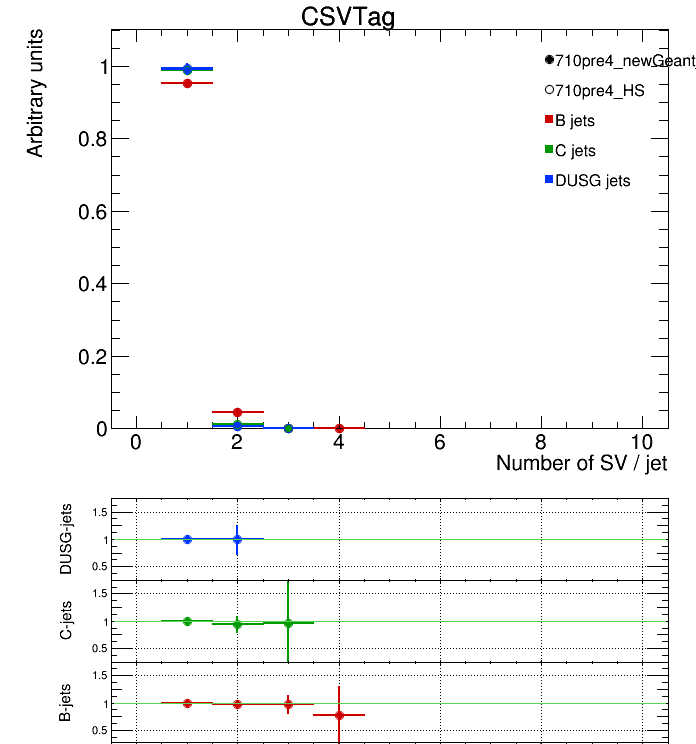 CSVTag
Arbitrary units
1
0.8
0.6
0.4
0.2
0
0 2 4 6 8 10
Number of SV / jet
710pre4_newGeant_
710pre4_HS
B jets
C jets
DUSG jets
DUSG-jets
1.5
1
0.5
C-jets
1.5
1
0.5
B-jets
1.5
1
0.5